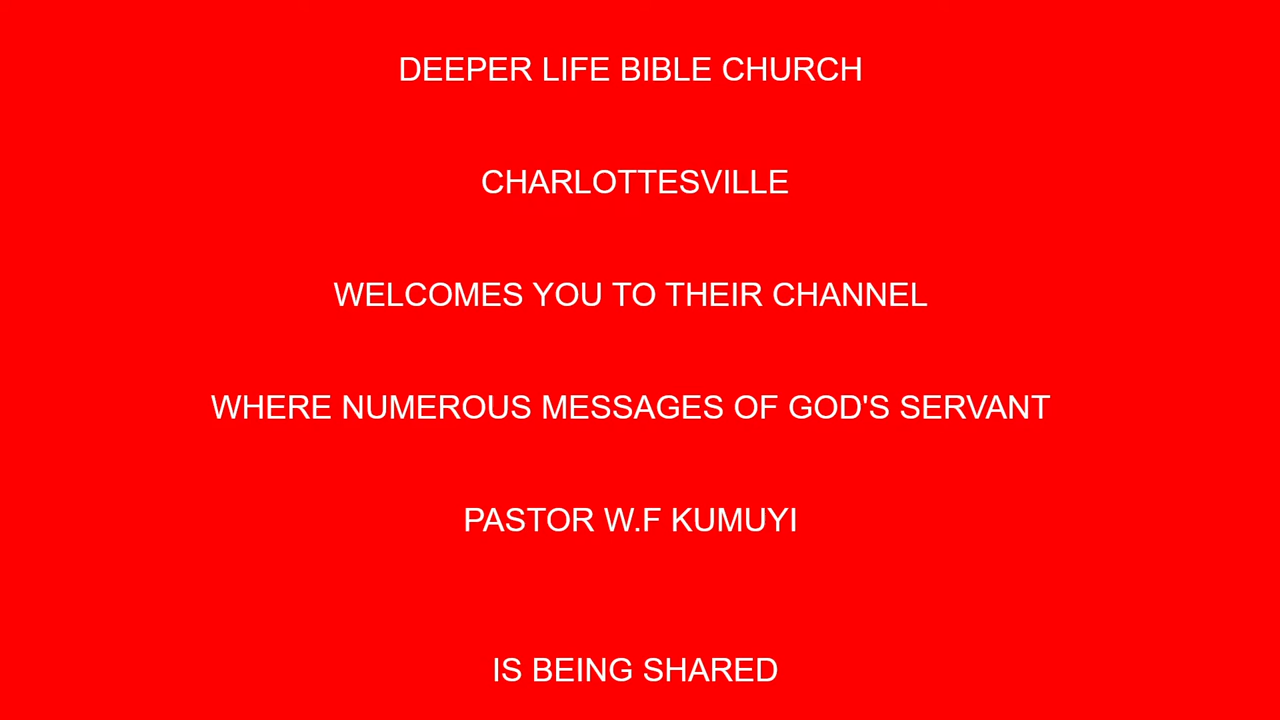 DEEPER LIFE BIBLE CHURCH
CHARLOTTESVILLE
WELCOMES YOU TO THEIR CHANNEL
WHERE NUMEROUS MESSAGES OF GOD'S SERVANT
PASTOR W.F KUMUYI
IS BEING SHARED